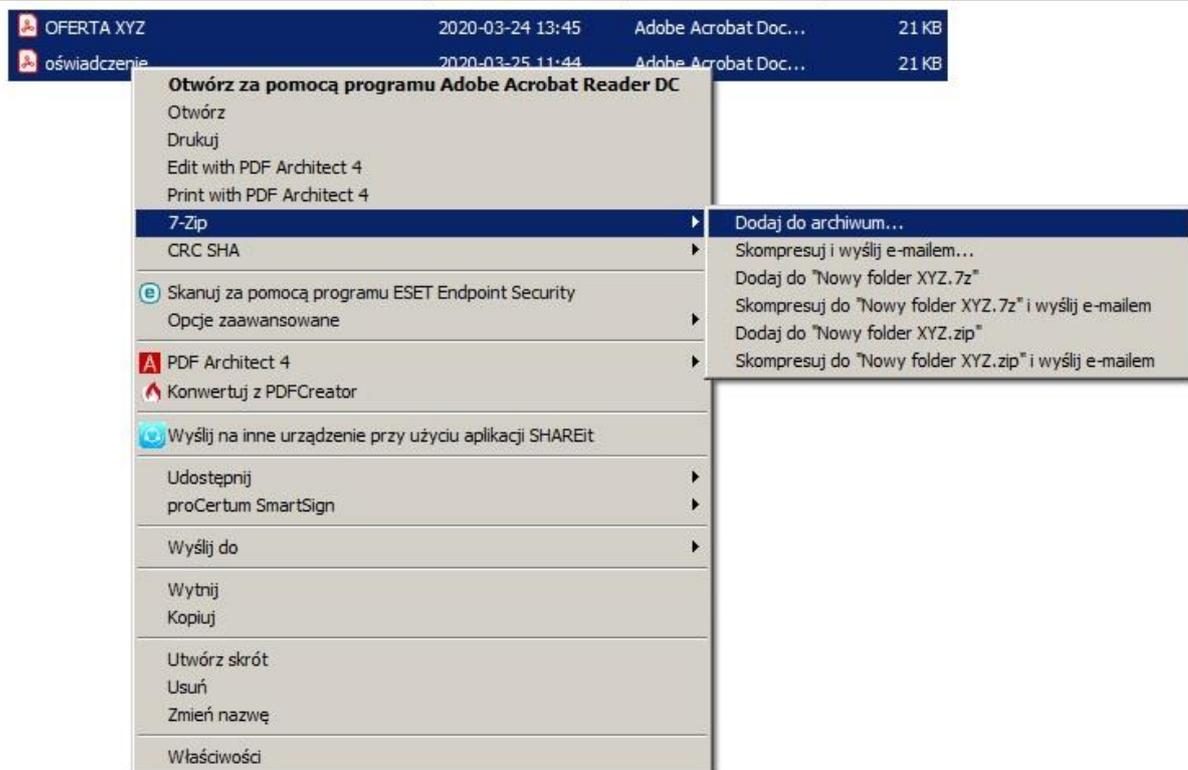 OFERTA XYZ 2020-03-24 13:45 Adobe Acrobat Doc... 21 KB
oświadczenie 2020-03-25 11:44 Adobe Acrobat Doc... 21 KB
Otwórz za pomocą programu Adobe Acrobat Reader DC
Otwórz
Drukuj
Edit with PDF Architect 4
Print with PDF Architect 4
7-Zip
CRC SHA
Skanuj za pomocą programu ESET Endpoint Security
Opcje zaawansowane
PDF Architect 4
Konwertuj z PDFCreator
Wyślij na inne urządzenie przy użyciu aplikacji SHAREit
Udostępnij
proCertum SmartSign
Wyślij do
Wytnij
Kopiuj
Utwórz skrót
Usuń
Zmień nazwę
Właściwości
Dodaj do archiwum...
Skompresuj i wyślij e-mailem...
Dodaj do "Nowy folder XYZ.7z"
Skompresuj do "Nowy folder XYZ.7z" i wyślij e-mailem
Dodaj do "Nowy folder XYZ.zip"
Skompresuj do "Nowy folder XYZ.zip" i wyślij e-mailem